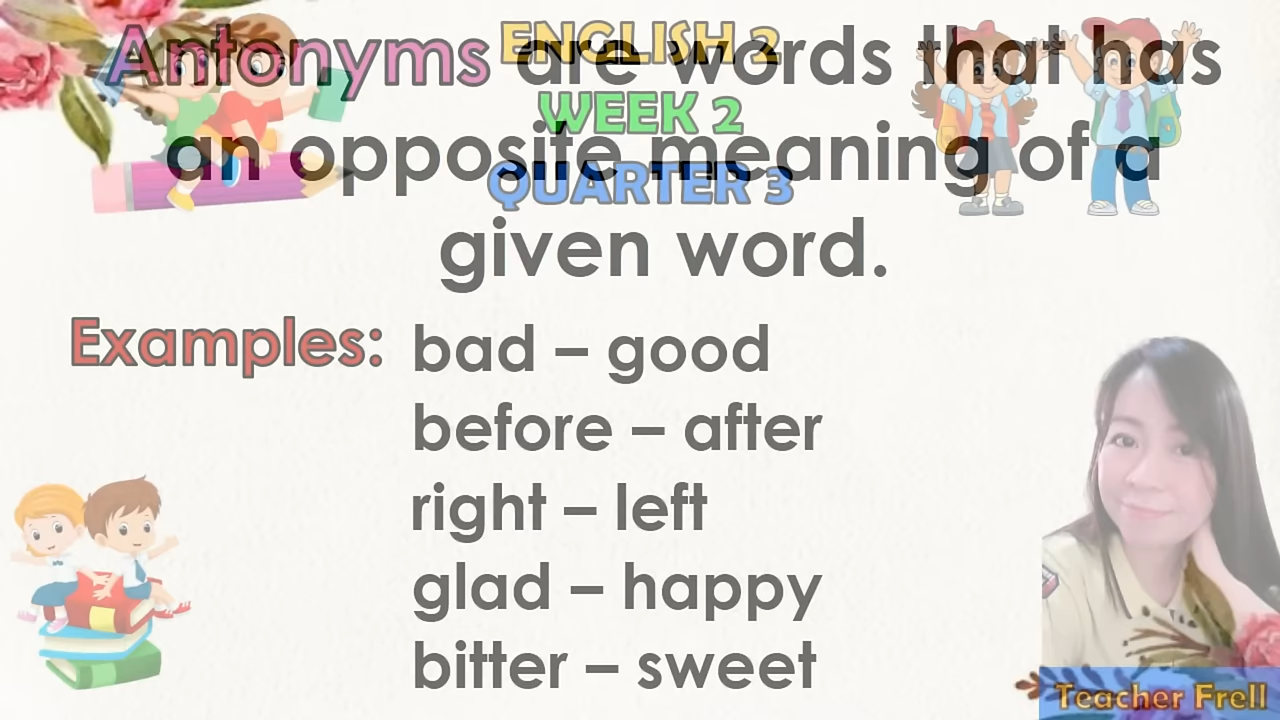 ENGLISH 2
WEEK 2
QUARTER 3
Antonyms are words that has
an opposite meaning of a
given word.
Examples:
bad – good
before – after
right – left
glad – happy
bitter – sweet
Teacher Frell